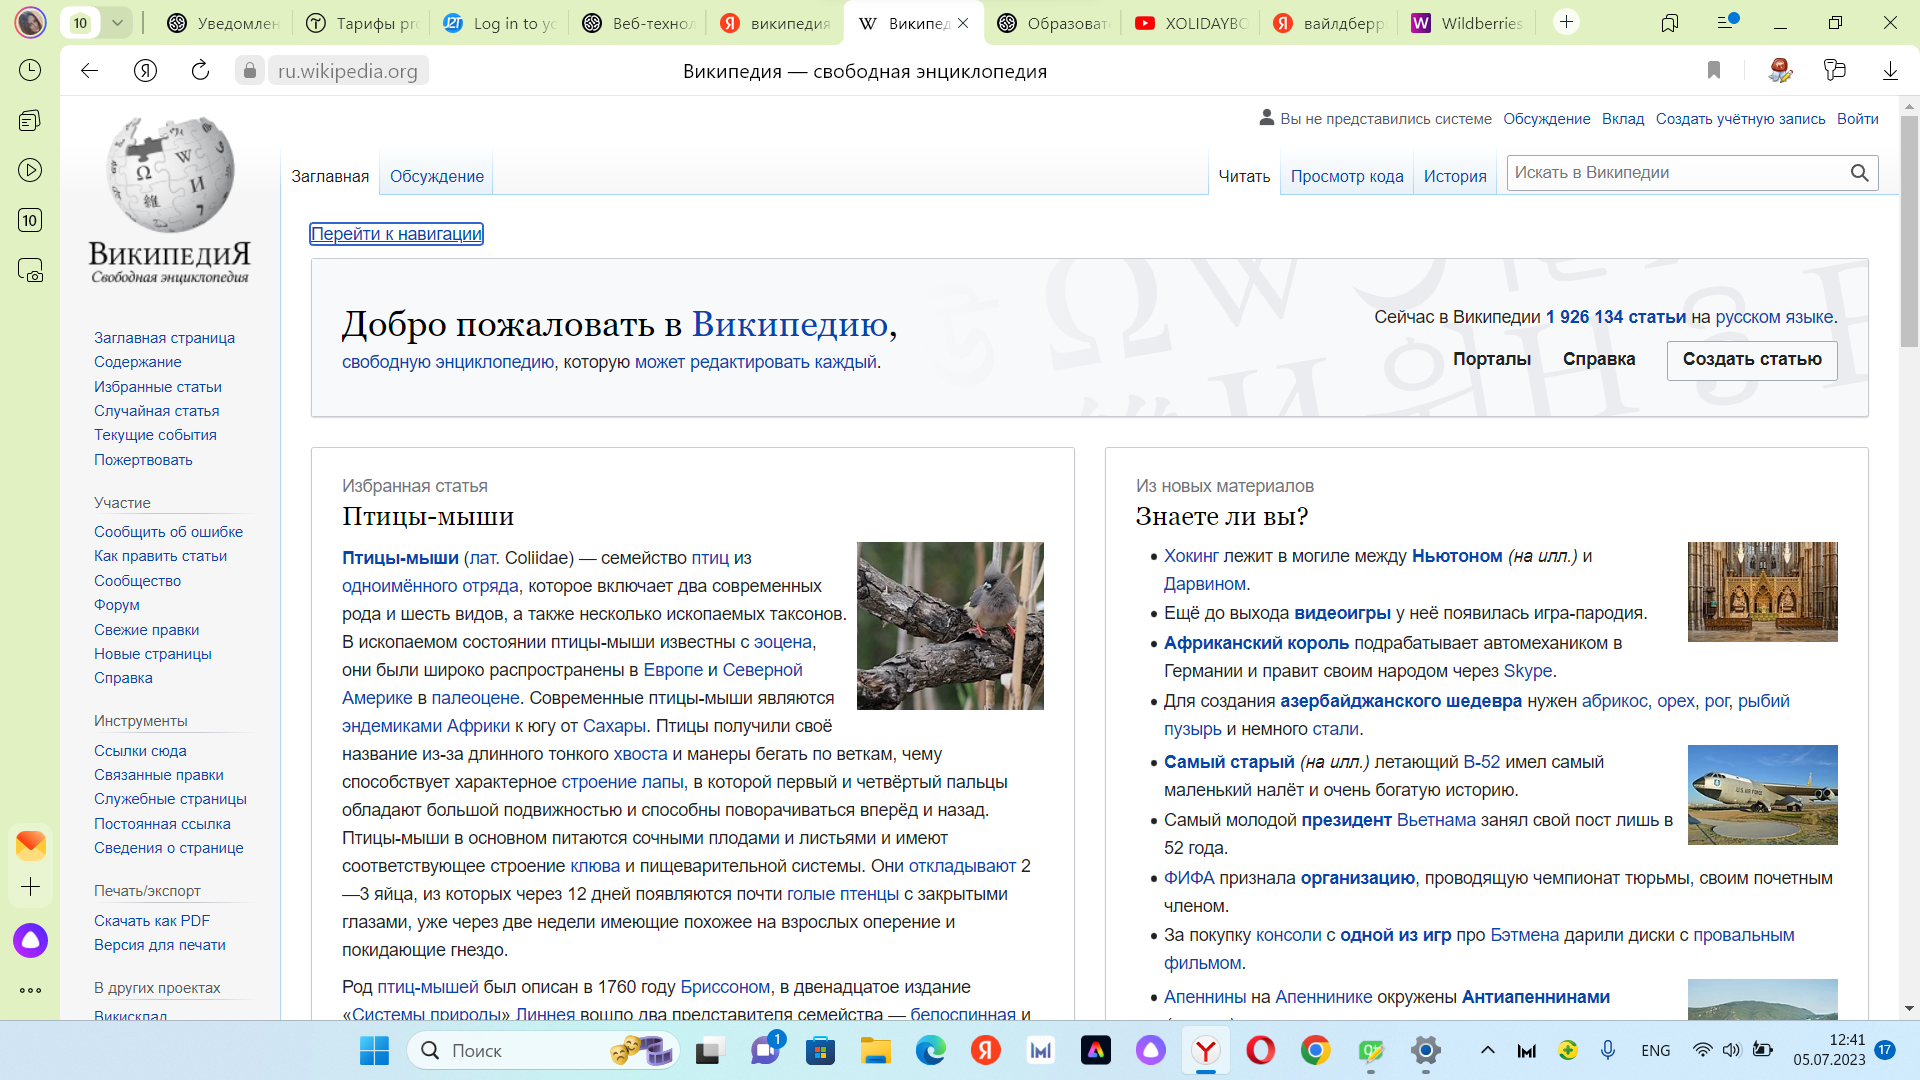 10
Уведомлен
Тарифы pr
Log in to yo
Веб-технол
википедия
Википед
Образоват
XOLIDAYBO
вайлдберр
Wildberries
ru.wikipedia.org
Википедия — свободная энциклопедия
10
Википедия
Свободная энциклопедия
Вы не представились системе
Обсуждение
Вклад
Создать учётную запись
Войти
Заглавная
Обсуждение
Читать
Просмотр кода
История
Искать в Википедии
Перейти к навигации
Добро пожаловать в Википедию,
свободную энциклопедию, которую может редактировать каждый.
Сейчас в Википедии 1 926 134 статьи на русском языке.
Порталы
Справка
Создать статью
Заглавная страница
Содержание
Избранные статьи
Случайная статья
Текущие события
Пожертвовать
Участие
Сообщить об ошибке
Как править статьи
Сообщество
Форум
Свежие правки
Новые страницы
Справка
Инструменты
Ссылки сюда
Связанные правки
Служебные страницы
Постоянная ссылка
Сведения о странице
Печать/экспорт
Скачать как PDF
Версия для печати
В других проектах
Викисклад
Избранная статья
Птицы-мыши
Птицы-мыши (лат. Coliidae) — семейство птиц из
одноимённого отряда, которое включает два современных
рода и шесть видов, а также несколько ископаемых таксонов.
В ископаемом состоянии птицы-мыши известны с эоцена,
они были широко распространены в Европе и Северной
Америке в палеоцене. Современные птицы-мыши являются
эндемиками Африки к югу от Сахары. Птицы получили своё
название из-за длинного тонкого хвоста и манеры бегать по веткам, чему
способствует характерное строение лапы, в которой первый и четвёртый пальцы
обладают большой подвижностью и способны поворачиваться вперёд и назад.
Птицы-мыши в основном питаются сочными плодами и листьями и имеют
соответствующее строение клюва и пищеварительной системы. Они откладывают 2
—3 яйца, из которых через 12 дней появляются почти голые птенцы с закрытыми
глазами, уже через две недели имеющие похожее на взрослых оперение и
покидающие гнездо.
Род птиц-мышей был описан в 1760 году Бриссоном, в двенадцатое издание
«Системы природы» Линнея вошло два представителя семейства — белоспинная и
Из новых материалов
Знаете ли вы?
Хокинг лежит в могиле между Ньютоном (на илл.) и
Дарвином.
Ещё до выхода видеоигры у неё появилась игра-пародия.
Африканский король подрабатывает автомехаником в
Германии и правит своим народом через Skype.
Для создания азербайджанского шедевра нужен абрикос, орех, рог, рыбий
пузырь и немного стали.
Самый старый (на илл.) летающий B-52 имел самый
маленький налёт и очень богатую историю.
Самый молодой президент Вьетнама занял свой пост лишь в
52 года.
ФИФА признала организацию, проводящую чемпионат тюрьмы, своим почетным
членом.
За покупку консоли с одной из игр про Бэтмена дарили диски с провальным
фильмом.
Апеннины на Апеннинике окружены Антиапеннинами
U.S. AIR FORCE
Поиск
1
ENG
12:41
05.07.2023
17